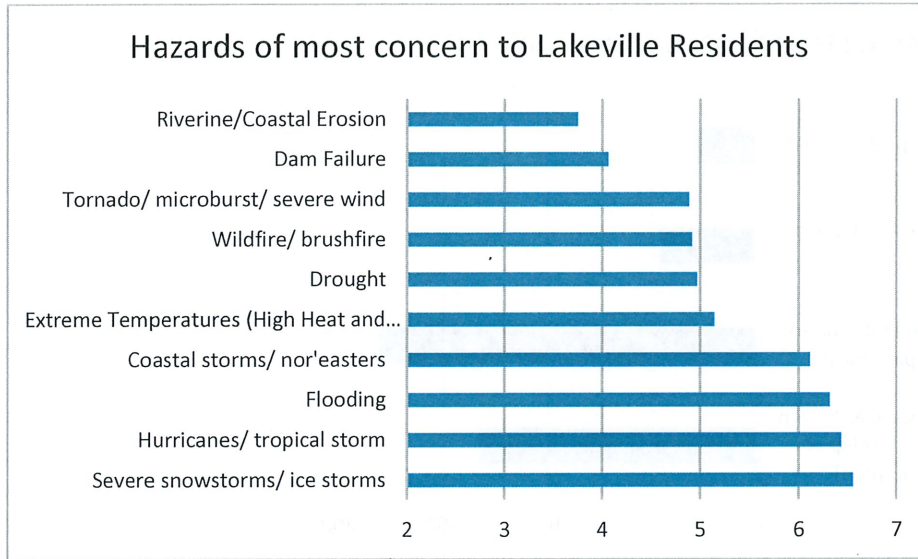 Hazards of most concern to Lakeville Residents
Riverine/Coastal Erosion
Dam Failure
Tornado/ microburst/ severe wind
Wildfire/ brushfire
Drought
Extreme Temperatures (High Heat and...
Coastal storms/ nor'easters
Flooding
Hurricanes/ tropical storm
Severe snowstorms/ ice storms
2 3 4 5 6 7